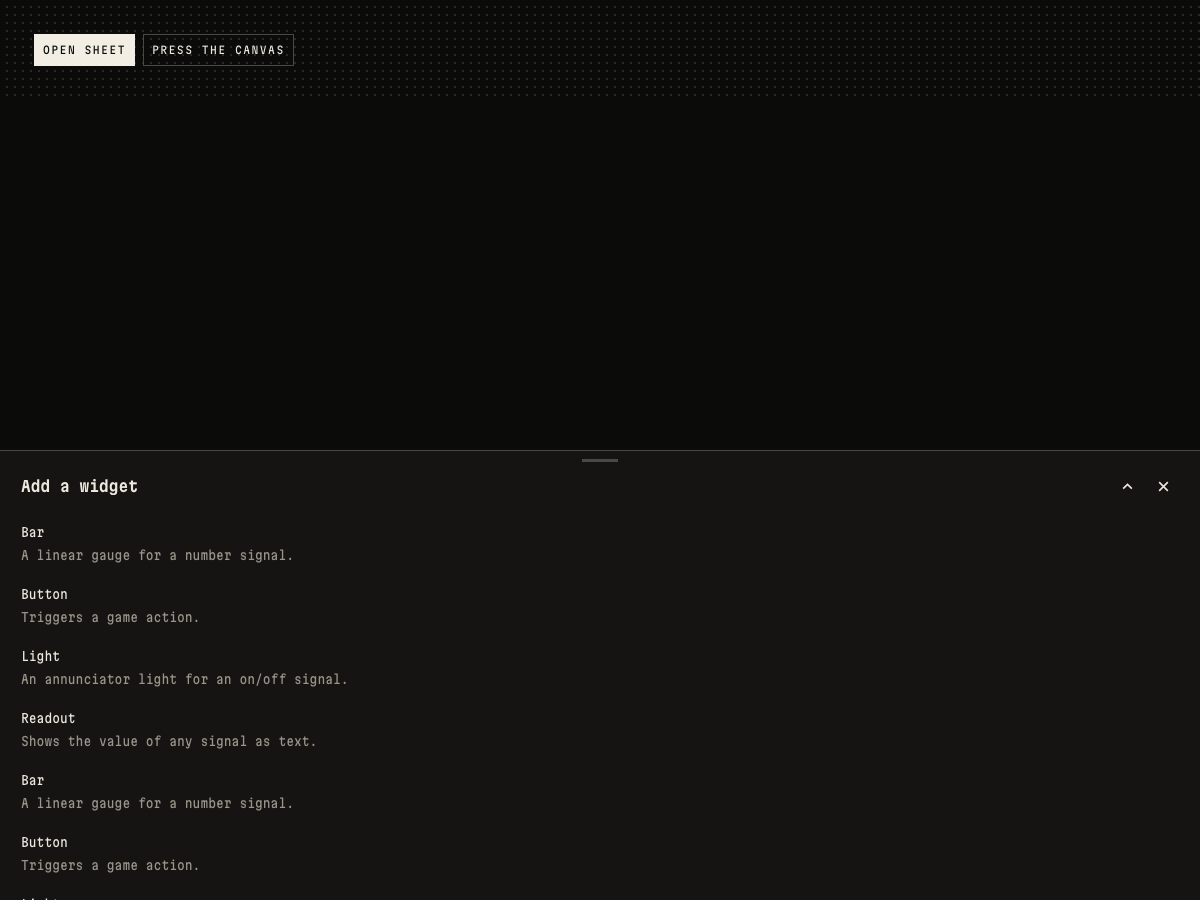 OPEN SHEET
PRESS THE CANVAS
Add a widget
Bar
A linear gauge for a number signal.
Button
Triggers a game action.
Light
An annunciator light for an on/off signal.
Readout
Shows the value of any signal as text.
Bar
A linear gauge for a number signal.
Button
Triggers a game action.